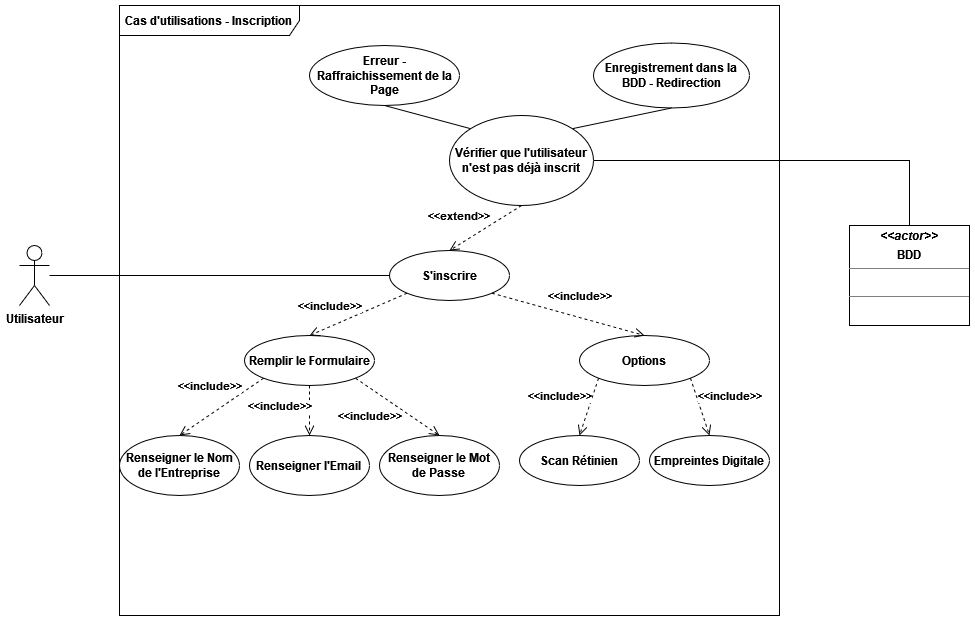 Cas d'utilisations - Inscription
Erreur -
Raffraichissement de la
Page
Enregistrement dans la
BDD - Redirection
Vérifier que l'utilisateur
n'est pas déjà inscrit
<<extend>>
<<actor>>
BDD
S'inscrire
Utilisateur
<<include>>
<<include>>
Remplir le Formulaire
Options
<<include>>
<<include>>
<<include>>
<<include>>
<<include>>
Renseigner le Nom
de l'Entreprise
Renseigner l'Email
Renseigner le Mot
de Passe
Scan Rétinien
Empreintes Digitale